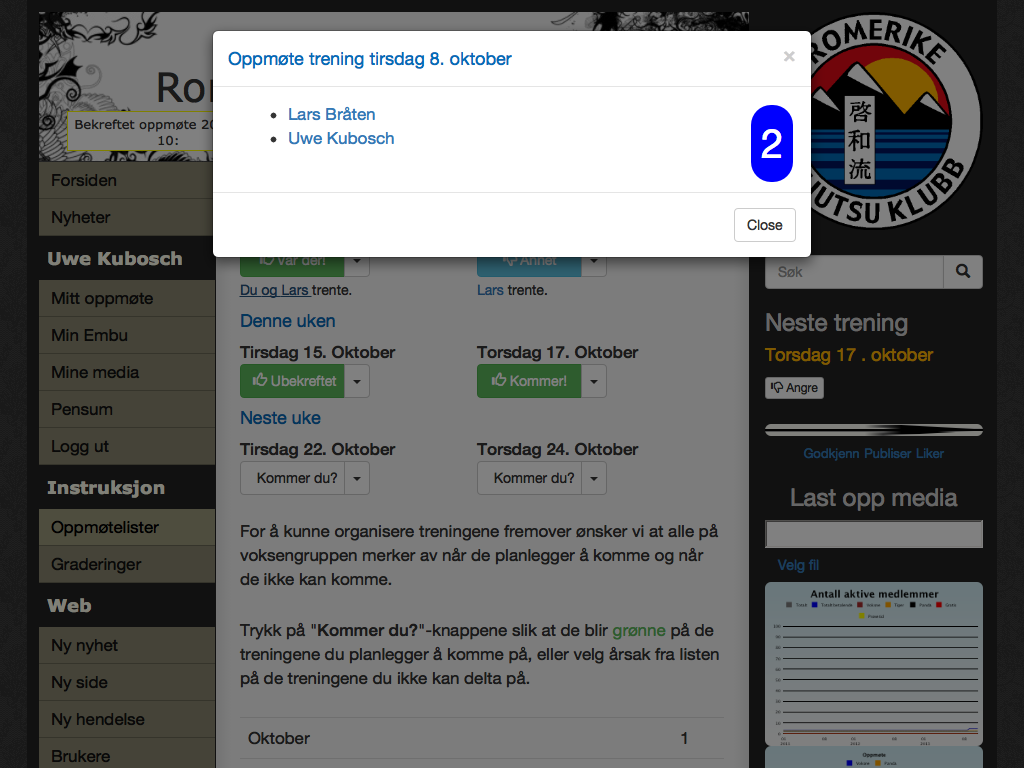 Oppmøte trening tirsdag 8. oktober
×
Lars Bråten
Uwe Kubosch
2
Close
Bekreftet oppmøte
10:
Forsiden
Nyheter
Uwe Kubosch
Mitt oppmøte
Min Embu
Mine media
Pensum
Logg ut
Instruksjon
Oppmøtelister
Graderinger
Web
Ny nyhet
Ny side
Ny hendelse
Brukere
Var der!
Annet
Du og Lars trente.
Lars trente.
Denne uken
Tirsdag 15. Oktober
Torsdag 17. Oktober
Ubekreftet
Kommer!
Neste uke
Tirsdag 22. Oktober
Torsdag 24. Oktober
Kommer du?
Kommer du?
For å kunne organisere treningene fremover ønsker vi at alle på
voksengruppen merker av når de planlegger å komme og når
de ikke kan komme.
Trykk på "Kommer du?"-knappene slik at de blir grønne på de
treningene du planlegger å komme på, eller velg årsak fra listen
på de treningene du ikke kan delta på.
Oktober 1
ROMERIKE
啓和流
JUTSU KLUBB
Søk
Neste trening
Torsdag 17 . oktober
Angre
Godkjenn Publiser Liker
Last opp media
Velg fil
Antall aktive medlemmer
Oppmøte